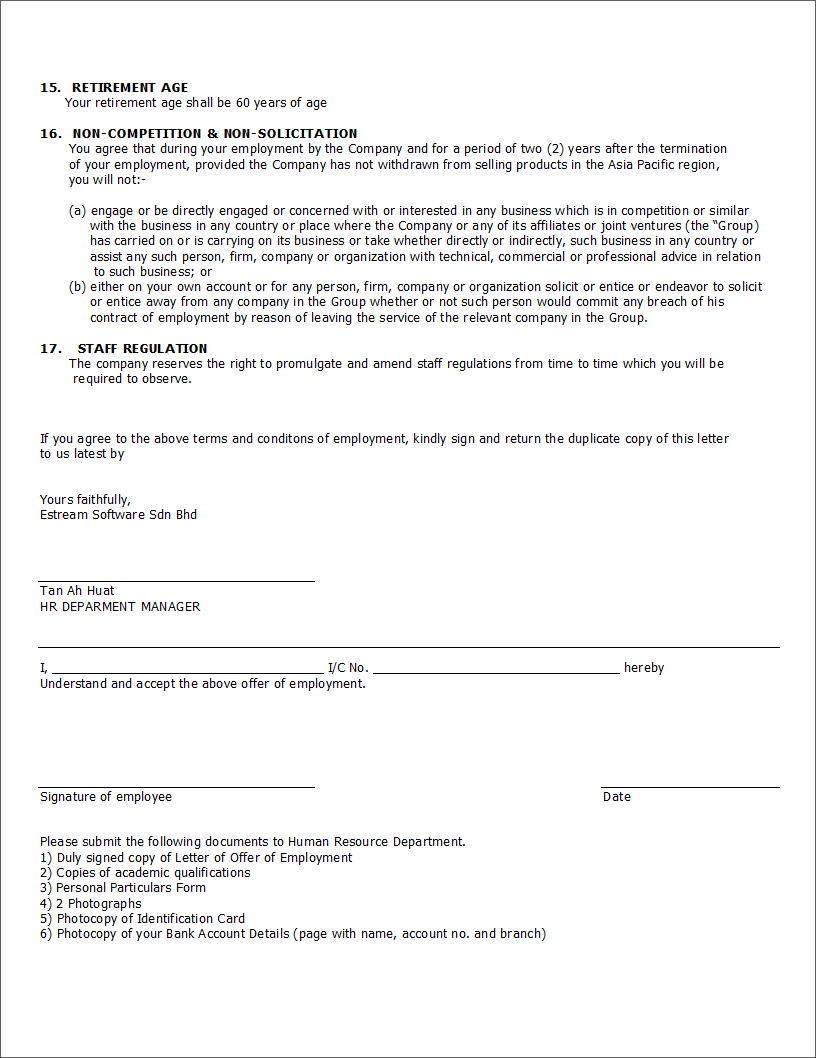 15. RETIREMENT AGE
Your retirement age shall be 60 years of age
16. NON-COMPETITION & NON-SOLICITATION
You agree that during your employment by the Company and for a period of two (2) years after the termination
of your employment, provided the Company has not withdrawn from selling products in the Asia Pacific region,
you will not:-
(a) engage or be directly engaged or concerned with or interested in any business which is in competition or similar
with the business in any country or place where the Company or any of its affiliates or joint ventures (the “Group)
has carried on or is carrying on its business or take whether directly or indirectly, such business in any country or
assist any such person, firm, company or organization with technical, commercial or professional advice in relation
to such business; or
(b) either on your own account or for any person, firm, company or organization solicit or entice or endeavor to solicit
or entice away from any company in the Group whether or not such person would commit any breach of his
contract of employment by reason of leaving the service of the relevant company in the Group.
17. STAFF REGULATION
The company reserves the right to promulgate and amend staff regulations from time to time which you will be
required to observe.
If you agree to the above terms and conditons of employment, kindly sign and return the duplicate copy of this letter
to us latest by
Yours faithfully,
Estream Software Sdn Bhd
Tan Ah Huat
HR DEPARMENT MANAGER
I, ________________________ I/C No. ________________________ hereby
Understand and accept the above offer of employment.
Signature of employee Date
Please submit the following documents to Human Resource Department.
1) Duly signed copy of Letter of Offer of Employment
2) Copies of academic qualifications
3) Personal Particulars Form
4) 2 Photographs
5) Photocopy of Identification Card
6) Photocopy of your Bank Account Details (page with name, account no. and branch)